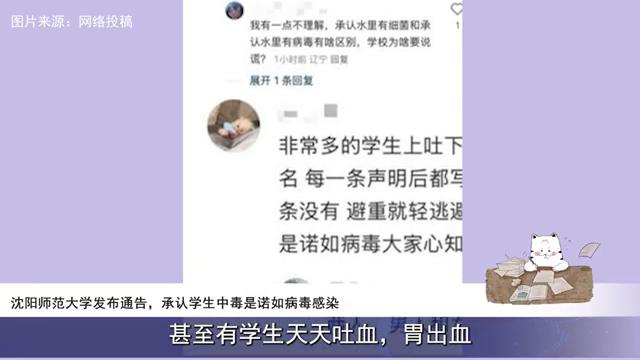 图片来源：网络投稿
我有一点不理解，承认水里有细菌和承
认水里有病毒有啥区别，学校为啥要说
谎？ 1小时前 辽宁 回复
1
展开 1 条回复
非常多的学生上吐下
名 每一条声明后都写
条没有 避重就轻逃避
是诺如病毒大家心知
沈阳师范大学发布通告，承认学生中毒是诺如病毒感染
甚至有学生天天吐血，胃出血